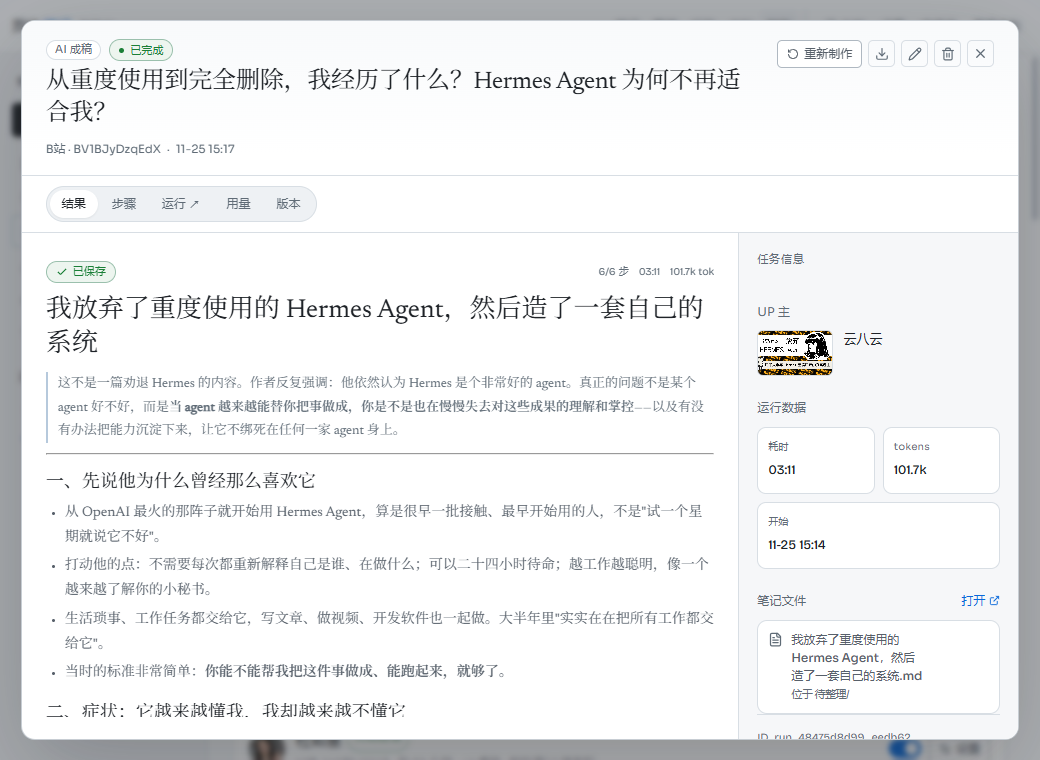 AI 成稿
已完成
重新制作
从重度使用到完全删除，我经历了什么？Hermes Agent 为何不再适
合我？
B站 · BV1BJyDzqEdX · 11-25 15:17
结果
步骤
运行 ↗
用量
版本
已保存
6/6 步 03:11 101.7k tok
我放弃了重度使用的 Hermes Agent，然后造了一套自己的
系统
这不是一篇劝退 Hermes 的内容。作者反复强调：他依然认为 Hermes 是个非常好的 agent。真正的问题不是某个
agent 好不好，而是当 agent 越来越能替你把事做成，你是不是也在慢慢失去对这些成果的理解和掌控——以及有没
有办法把能力沉淀下来，让它不绑死在任何一家 agent 身上。
一、先说他为什么曾经那么喜欢它
• 从 OpenAI 最火的那阵子就开始用 Hermes Agent，算是很早一批接触、最早开始用的人，不是"试一个星
期就说它不好"。
• 打动他的点：不需要每次都重新解释自己是谁、在做什么；可以二十四小时待命；越工作越聪明，像一个
越来越了解你的小秘书。
• 生活琐事、工作任务都交给它，写文章、做视频、开发软件也一起做。大半年里"实实在在把所有工作都交
给它"。
• 当时的标准非常简单：你能不能帮我把这件事做成、能跑起来，就够了。
二、症状：它越来越懂我，我却越来越不懂它
任务信息
UP 主
云八云
运行数据
耗时
03:11
tokens
101.7k
开始
11-25 15:14
笔记文件
打开
我放弃了重度使用的
Hermes Agent，然后
造了一套自己的系统.md
位于 待整理/
ID run_48475d8d99_eedb62